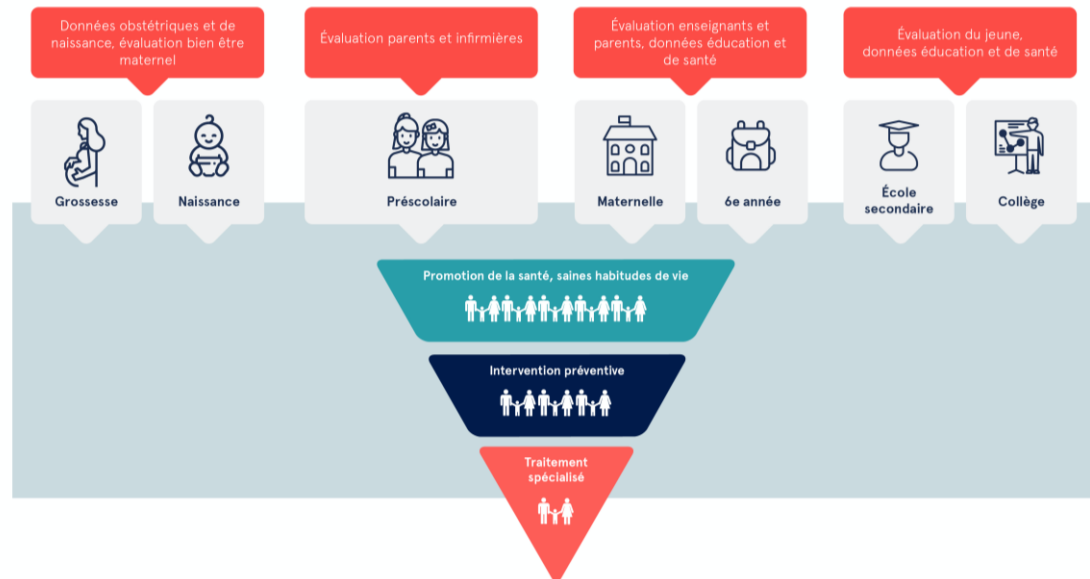 Données obstétriques et de
naissance, évaluation bien être
maternel
Évaluation parents et infirmières
Évaluation enseignants et
parents, données éducation et
de santé
Évaluation du jeune,
données éducation et de santé
Grossesse
Naissance
Préscolaire
Maternelle
6e année
École
secondaire
Collège
Promotion de la santé, saines habitudes de vie
Intervention préventive
Traitement
spécialisé